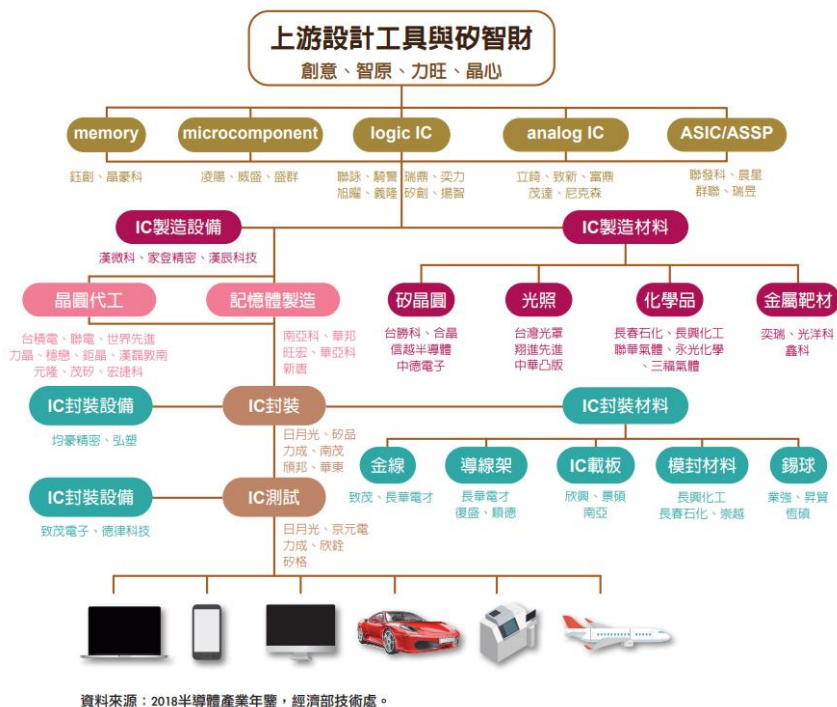 上游設計工具與矽智財
創意、智原、力旺、晶心
memory
microcomponent
logic IC
analog IC
ASIC/ASSP
鈺創、晶豪科
凌陽、威盛、盛群
聯詠、騎警、瑞鼎、奕力
旭曜、義隆、矽創、揚智
立錡、致新、富鼎
茂達、尼克森
聯發科、晨星
群聯、瑞昱
IC製造設備
漢微科、家登精密、漢辰科技
IC製造材料
晶圓代工
台積電、聯電、世界先進
力晶、穩懋、鉅晶、漢磊敦南
元隆、茂矽、宏捷科
記憶體製造
南亞科、華邦
旺宏、華亞科
新唐
矽晶圓
台勝科、合晶
信越半導體
中德電子
光照
台灣光罩
翔進先進
中華凸版
化學品
長春石化、長興化工
聯華氣體、永光化學
、三福氣體
金屬靶材
奕瑞、光洋科
鑫科
IC封裝設備
均豪精密、弘塑
IC封裝
日月光、矽品
力成、南茂
頎邦、華東
IC封裝材料
金線
致茂、長華電才
導線架
長華電才
復盛、順德
IC載板
欣興、景碩
南亞
模封材料
長興化工
長春石化、崇越
錫球
業強、昇貿
恆碩
IC封裝設備
致茂電子、德律科技
IC測試
日月光、京元電
力成、欣銓
矽格
資料來源：2018半導體產業年鑒，經濟部技術處。